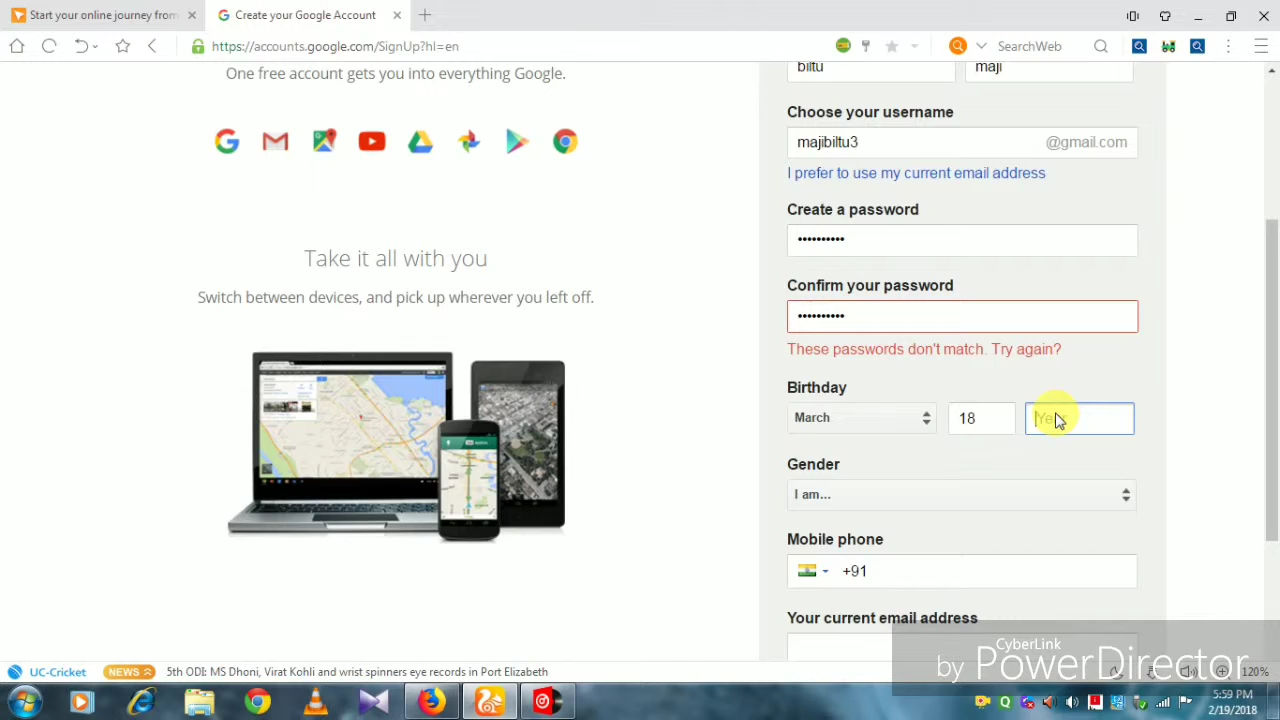 Start your online journey from
Create your Google Account
https://accounts.google.com/SignUp?hl=en
SearchWeb
One free account gets you into everything Google.
biltu
maji
Choose your username
majibiltu3
@gmail.com
I prefer to use my current email address
Create a password
••••••••••
Take it all with you
Switch between devices, and pick up wherever you left off.
Confirm your password
••••••••••
These passwords don't match. Try again?
Birthday
March
18
Gender
I am...
Mobile phone
+91
Your current email address
CyberLink
by PowerDirector
UC-Cricket
NEWS
5th ODI: MS Dhoni, Virat Kohli and wrist spinners eye records in Port Elizabeth
120%
5:59 PM
2/19/2018